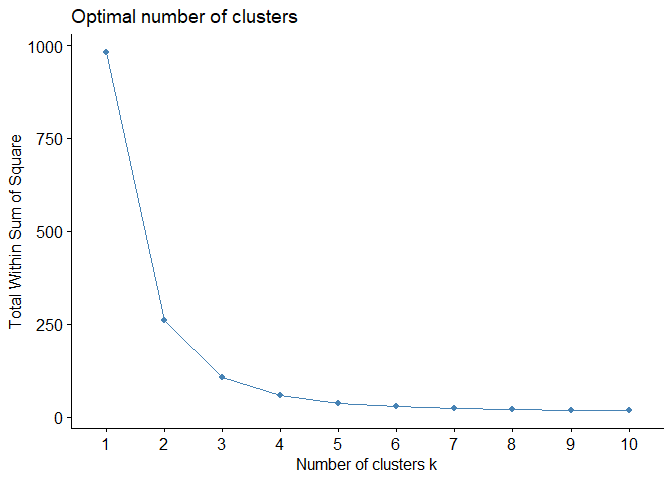 Optimal number of clusters
1000
750
500
250
0
Total Within Sum of Square
1 2 3 4 5 6 7 8 9 10
Number of clusters k